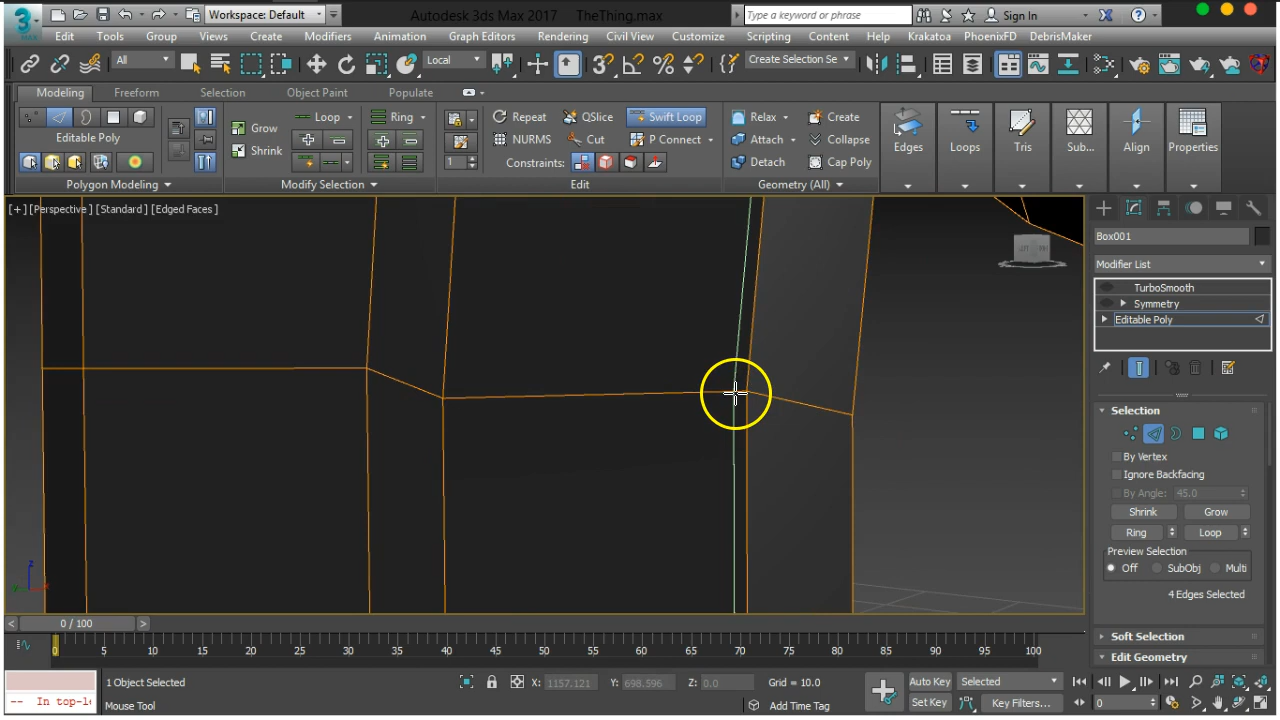 3 MAX Workspace: Default Autodesk 3ds Max 2017 TheThing.max Type a keyword or phrase Sign In
Edit Tools Group Views Create Modifiers Animation Graph Editors Rendering Civil View Customize Scripting Content Help Krakatoa PhoenixFD DebrisMaker
All Local Create Selection Se
Modeling Freeform Selection Object Paint Populate
Loop Ring Repeat QSlice Swift Loop Relax Create
Editable Poly Grow NURMS Cut P Connect Attach Collapse Edges Loops Tris Sub... Align Properties
Shrink 1 Constraints: Detach Cap Poly
Polygon Modeling Modify Selection Edit Geometry (All)
[+] [Perspective ] [Standard ] [Edged Faces ]
Box001
Modifier List
TurboSmooth
Symmetry
Editable Poly
Selection
By Vertex
Ignore Backfacing
By Angle: 45.0
Shrink Grow
Ring Loop
Preview Selection
Off SubObj Multi
4 Edges Selected
0 / 100
Soft Selection
0 5 10 15 20 25 30 35 40 45 50 55 60 65 70 75 80 85 90 95 100
Edit Geometry
1 Object Selected X: 1157.121 Y: 698.596 Z: 0.0 Grid = 10.0 Auto Key Selected
-- In top-le Mouse Tool Add Time Tag Set Key Key Filters... 0